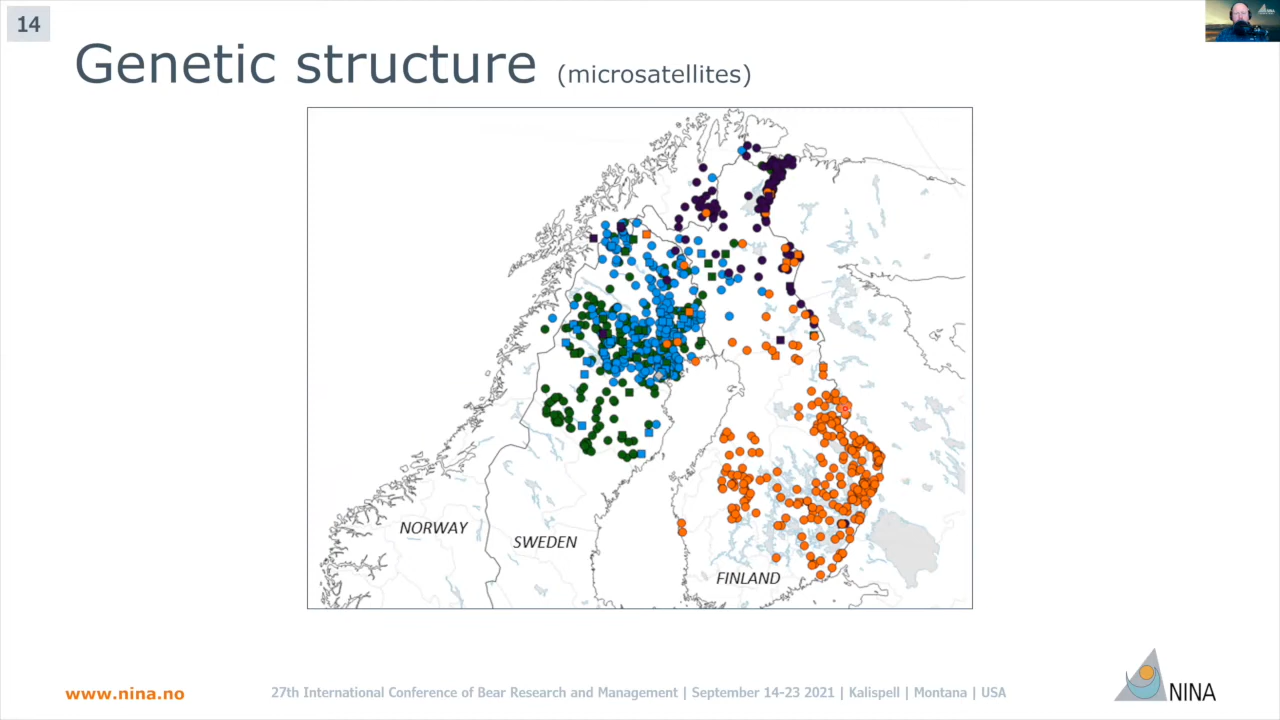 14
Genetic structure (microsatellites)
NORWAY
SWEDEN
FINLAND
www.nina.no
27th International Conference of Bear Research and Management | September 14-23 2021 | Kalispell | Montana | USA
NINA